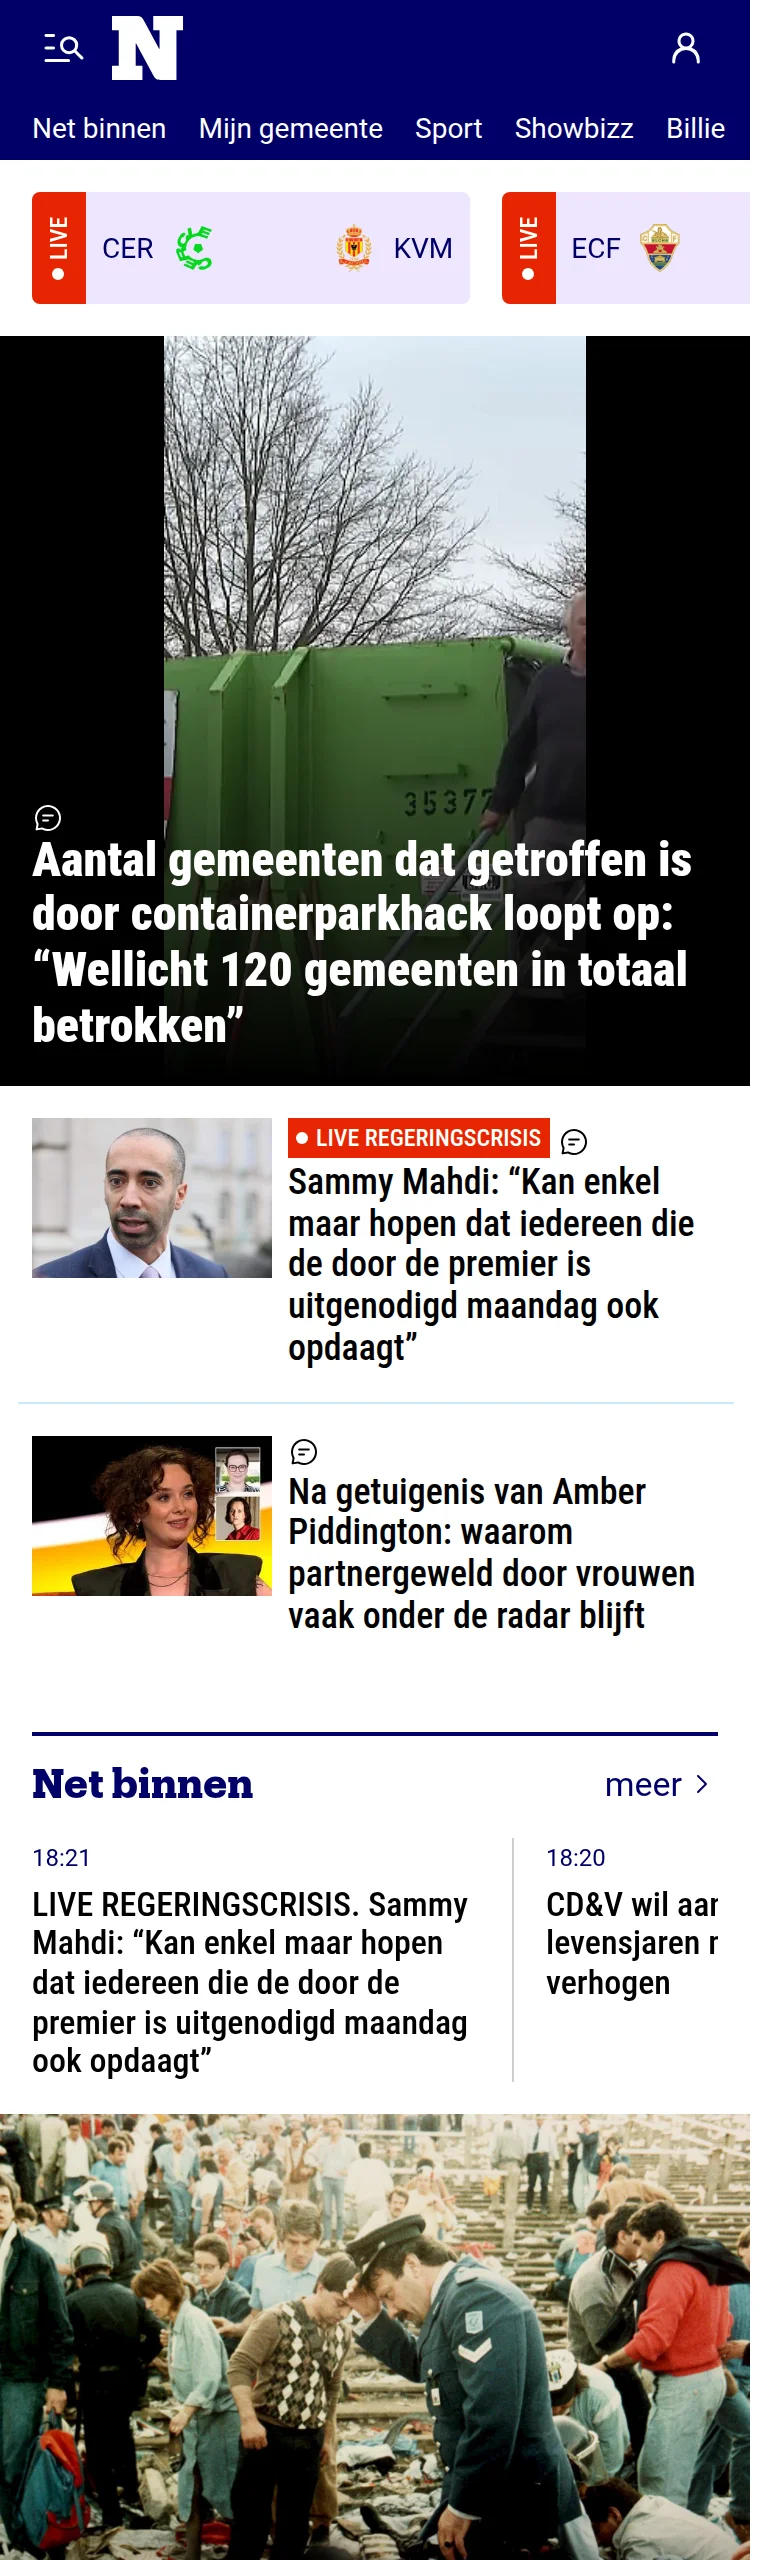 N
Net binnen Mijn gemeente Sport Showbizz Billie
LIVE CER KVM LIVE ECF
35377
Aantal gemeenten dat getroffen is
door containerparkhack loopt op:
“Wellicht 120 gemeenten in totaal
betrokken”
LIVE REGERINGSCRISIS
Sammy Mahdi: “Kan enkel
maar hopen dat iedereen die
de door de premier is
uitgenodigd maandag ook
opdaagt”
Na getuigenis van Amber
Piddington: waarom
partnergeweld door vrouwen
vaak onder de radar blijft
Net binnen meer
18:21
LIVE REGERINGSCRISIS. Sammy
Mahdi: “Kan enkel maar hopen
dat iedereen die de door de
premier is uitgenodigd maandag
ook opdaagt”
18:20
CD&V wil
levensjaren
verhogen